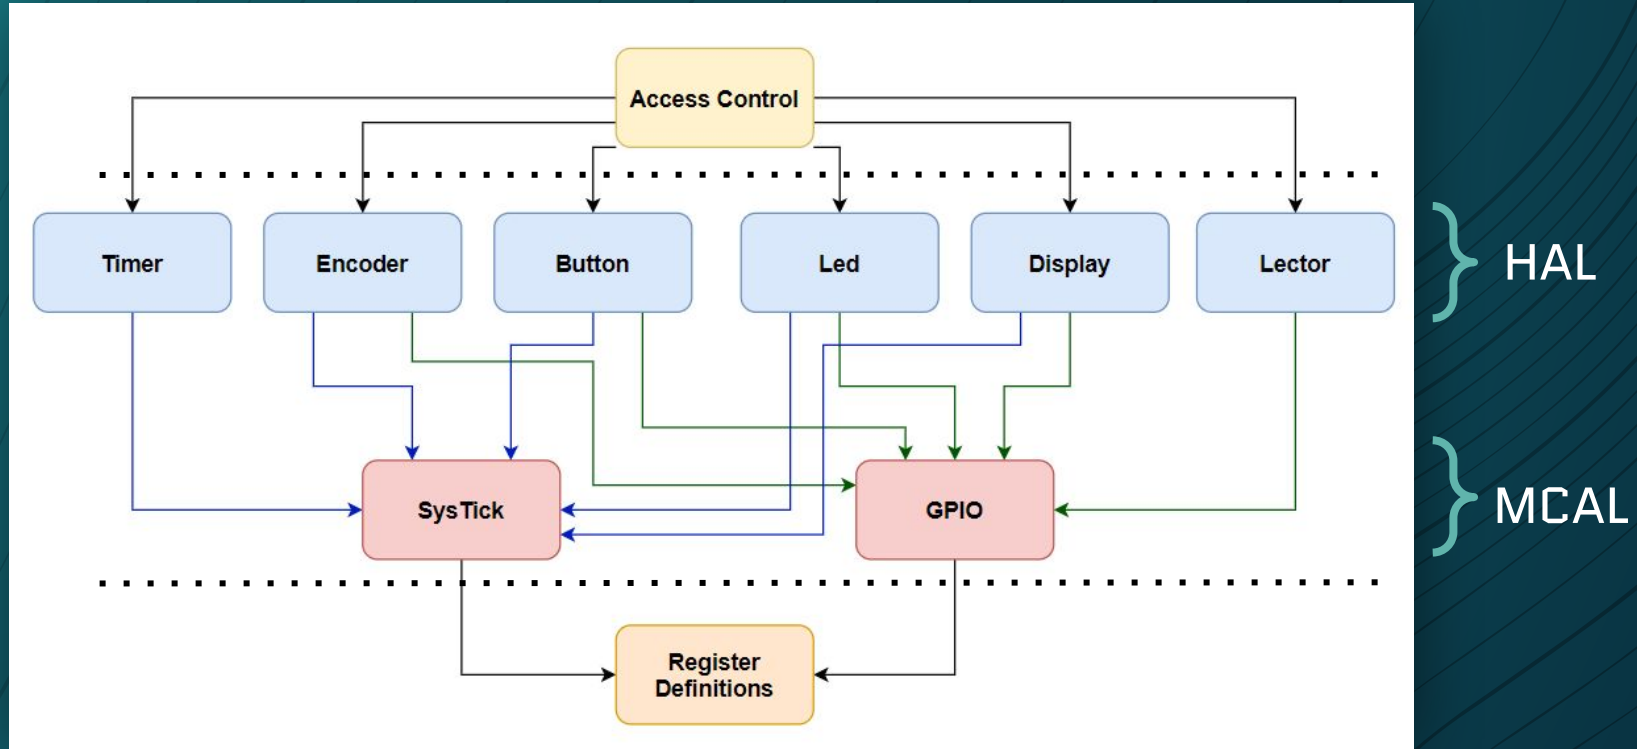 Access Control
Timer
Encoder
Button
Led
Display
Lector
HAL
SysTick
GPIO
MCAL
Register
Definitions